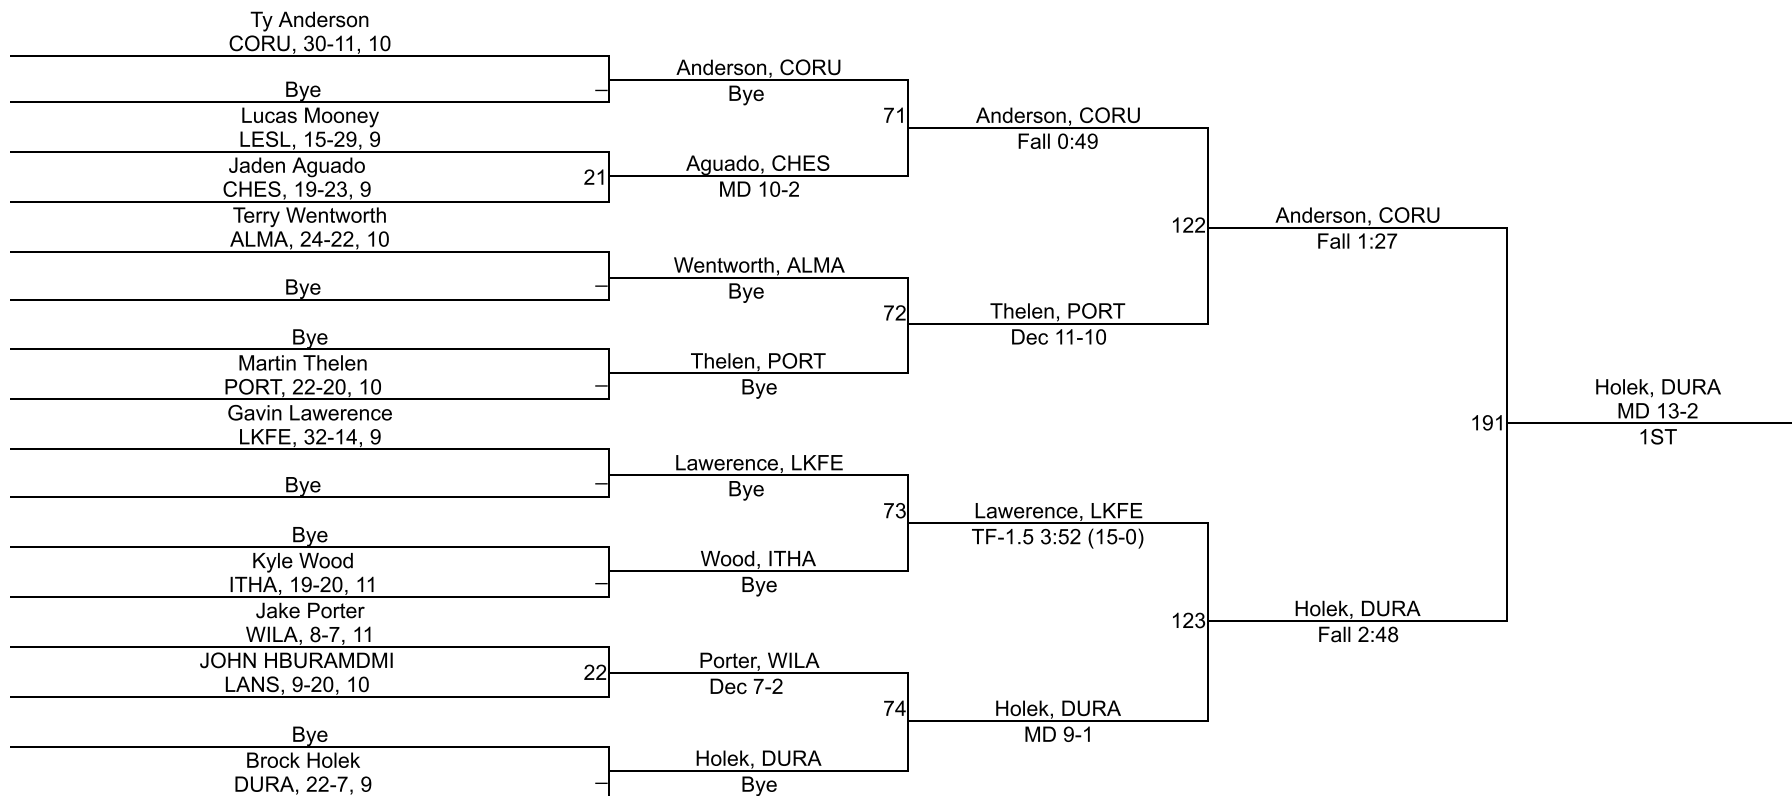 Ty Anderson
CORU, 30-11, 10
Bye
Lucas Mooney
LESL, 15-29, 9
Jaden Aguado
CHES, 19-23, 9
Terry Wentworth
ALMA, 24-22, 10
Bye
Bye
Martin Thelen
PORT, 22-20, 10
Gavin Lawerence
LKFE, 32-14, 9
Bye
Bye
Kyle Wood
ITHA, 19-20, 11
Jake Porter
WILA, 8-7, 11
JOHN HBURAMDMI
LANS, 9-20, 10
Bye
Brock Holek
DURA, 22-7, 9
–
21
–
–
–
–
22
–
Anderson, CORU
Bye
Aguado, CHES
MD 10-2
Wentworth, ALMA
Bye
Thelen, PORT
Bye
Lawerence, LKFE
Bye
Wood, ITHA
Bye
Porter, WILA
Dec 7-2
Holek, DURA
Bye
71
72
73
74
Anderson, CORU
Fall 0:49
Thelen, PORT
Dec 11-10
Lawerence, LKFE
TF-1.5 3:52 (15-0)
Holek, DURA
MD 9-1
122
123
Anderson, CORU
Fall 1:27
Holek, DURA
Fall 2:48
191
Holek, DURA
MD 13-2
1ST